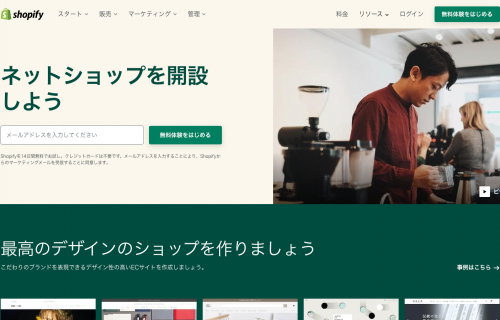 shopify
スタート 販売 マーケティング 管理 料金 リソース ログイン 無料体験をはじめる
ネットショップを開設
しよう
メールアドレスを入力してください 無料体験をはじめる
Shopifyを14日間無料でお試し。クレジットカードは不要です。メールアドレスを入力することにより、Shopifyか
らのマーケティングメールを受信することに同意します。
ビ
最高のデザインのショップを作りましょう
こだわりのブランドを表現できるデザイン性の高いECサイトを作成しましょう。
事例はこちら →